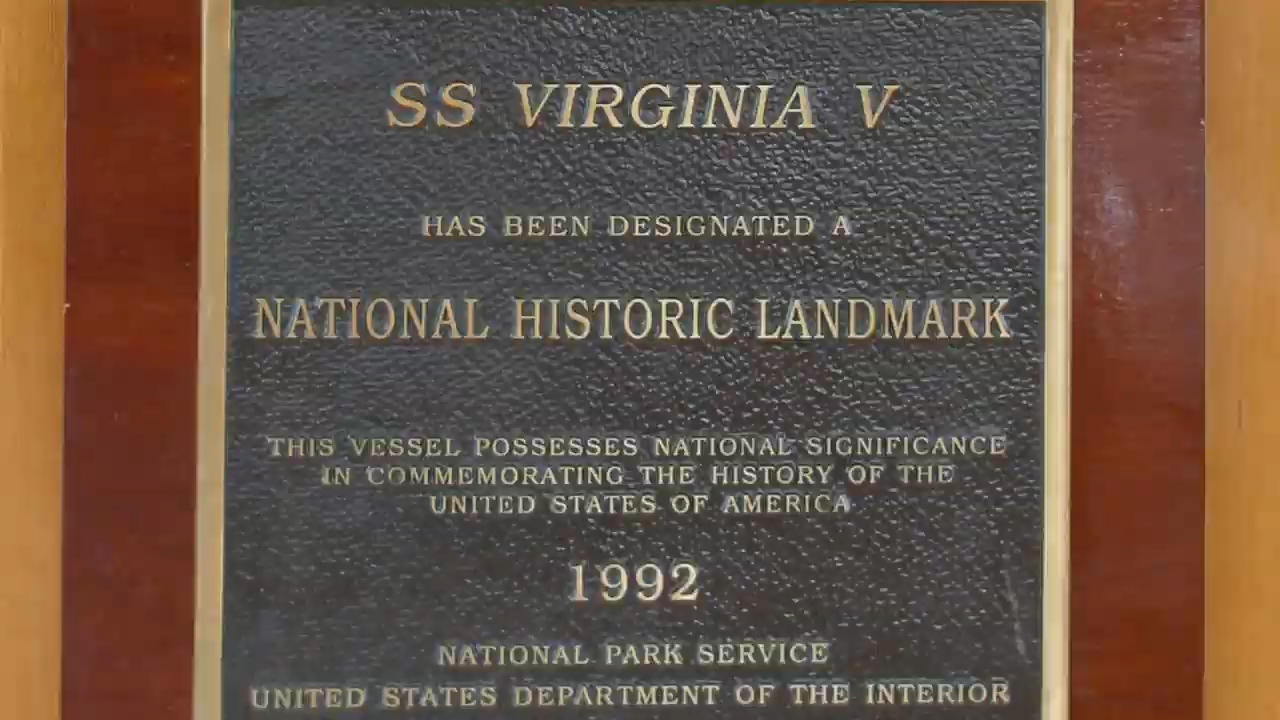 SS VIRGINIA V
HAS BEEN DESIGNATED A
NATIONAL HISTORIC LANDMARK
THIS VESSEL POSSESSES NATIONAL SIGNIFICANCE
IN COMMEMORATING THE HISTORY OF THE
UNITED STATES OF AMERICA
1992
NATIONAL PARK SERVICE
UNITED STATES DEPARTMENT OF THE INTERIOR